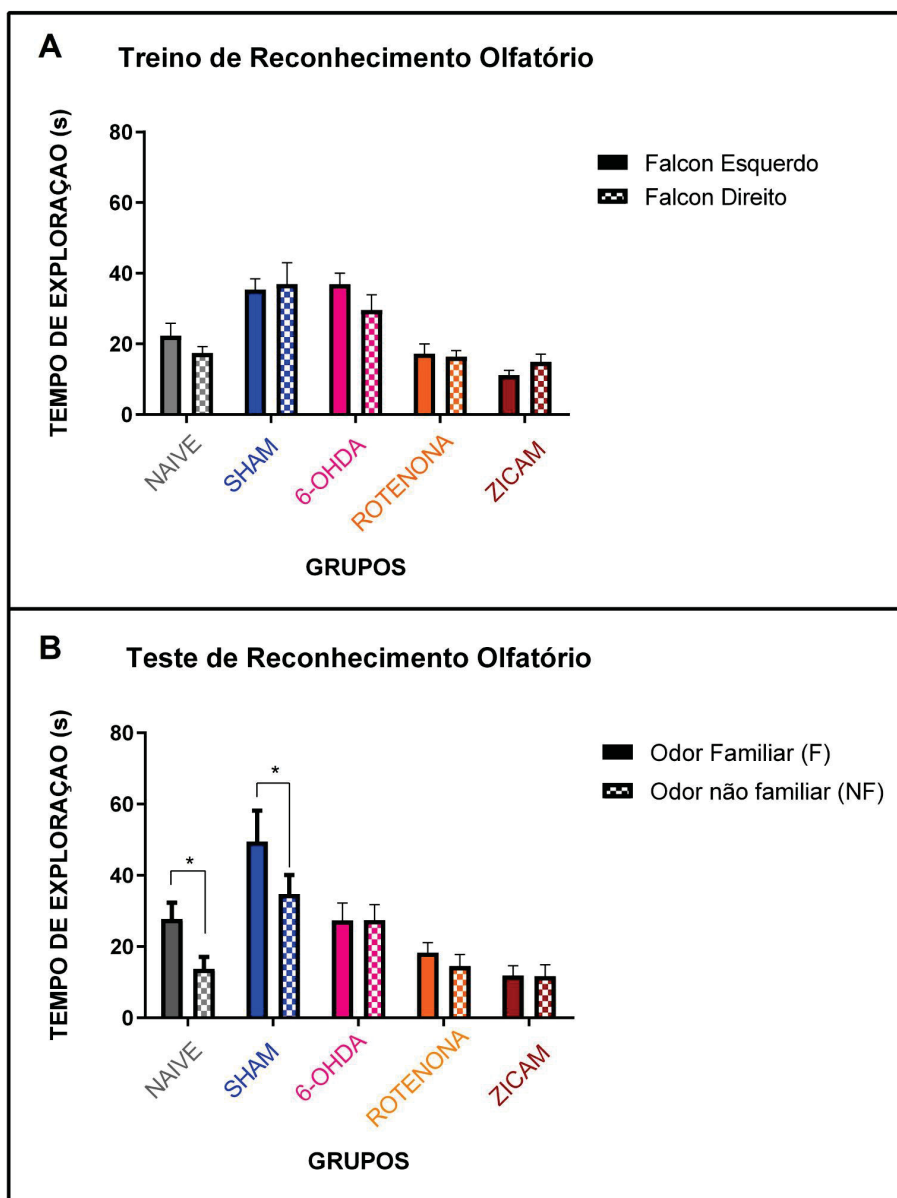 A
Treino de Reconhecimento Olfatório
TEMPO DE EXPLORAÇAO (s)
80
60
40
20
0
Falcon Esquerdo
Falcon Direito
NAIVE
SHAM
6-OHDA
ROTENONA
ZICAM
GRUPOS
B
Teste de Reconhecimento Olfatório
TEMPO DE EXPLORAÇAO (s)
80
60
40
20
0
*
*
Odor Familiar (F)
Odor não familiar (NF)
NAIVE
SHAM
6-OHDA
ROTENONA
ZICAM
GRUPOS